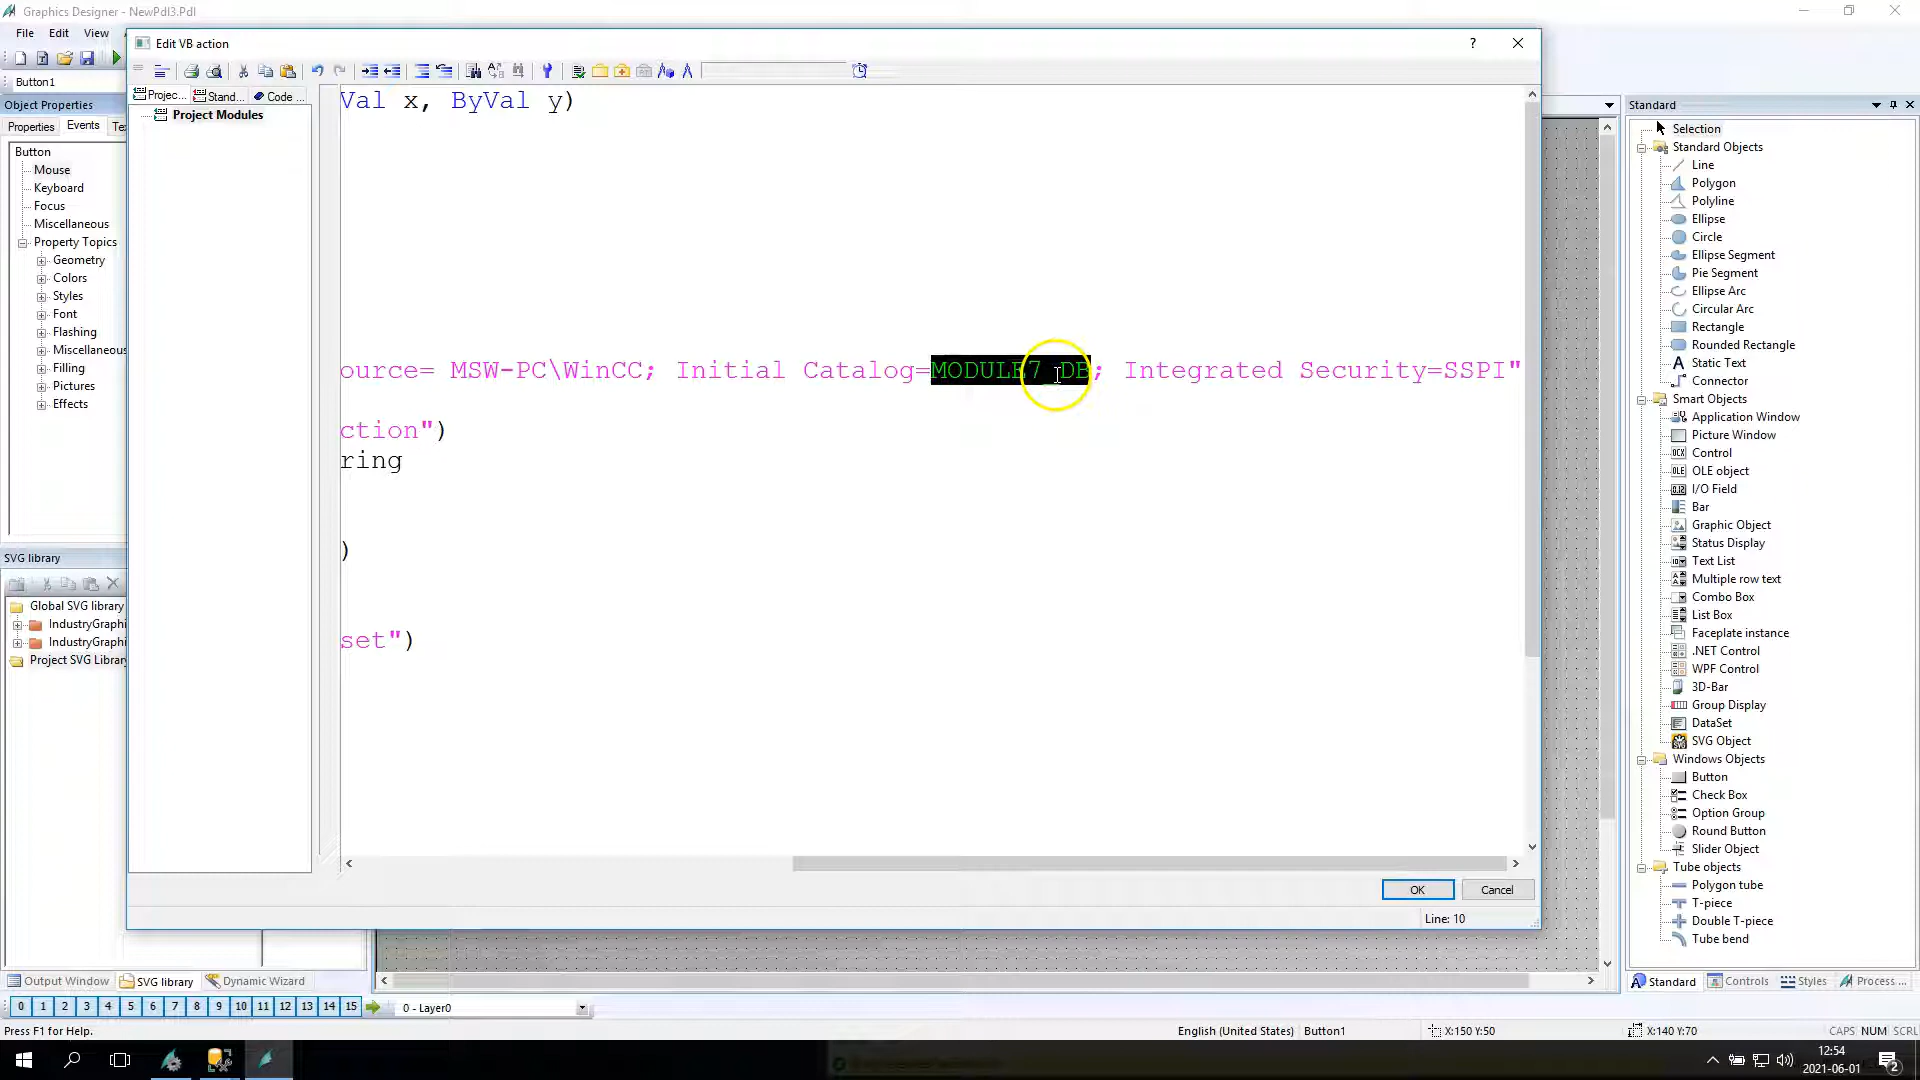 Graphics Designer - NewPdl3.Pdl
File Edit View
Edit VB action
?
Button1
Object Properties
Properties Events Te
Button
Mouse
Keyboard
Focus
Miscellaneous
Property Topics
Geometry
Colors
Styles
Font
Flashing
Miscellaneous
Filling
Pictures
Effects
SVG library
Global SVG library
IndustryGraphi
IndustryGraphi
Project SVG Library
Projec... Stand... Code ...
Project Modules
Val x, ByVal y)
ource= MSW-PC\WinCC; Initial Catalog=MODULE7_DB; Integrated Security=SSPI"
ction")
ring
)
set")
OK Cancel
Line: 10
Standard
Selection
Standard Objects
Line
Polygon
Polyline
Ellipse
Circle
Ellipse Segment
Pie Segment
Ellipse Arc
Circular Arc
Rectangle
Rounded Rectangle
Static Text
Connector
Smart Objects
Application Window
Picture Window
Control
OLE object
I/O Field
Bar
Graphic Object
Status Display
Text List
Multiple row text
Combo Box
List Box
Faceplate instance
.NET Control
WPF Control
3D-Bar
Group Display
DataSet
SVG Object
Windows Objects
Button
Check Box
Option Group
Round Button
Slider Object
Tube objects
Polygon tube
T-piece
Double T-piece
Tube bend
Output Window SVG library Dynamic Wizard
Standard Controls Styles Process ...
0 1 2 3 4 5 6 7 8 9 10 11 12 13 14 15 0 - Layer0
Press F1 for Help. English (United States) Button1 X:150 Y:50 X:140 Y:70 CAPS NUM SCRL
12:54
2021-06-01
2